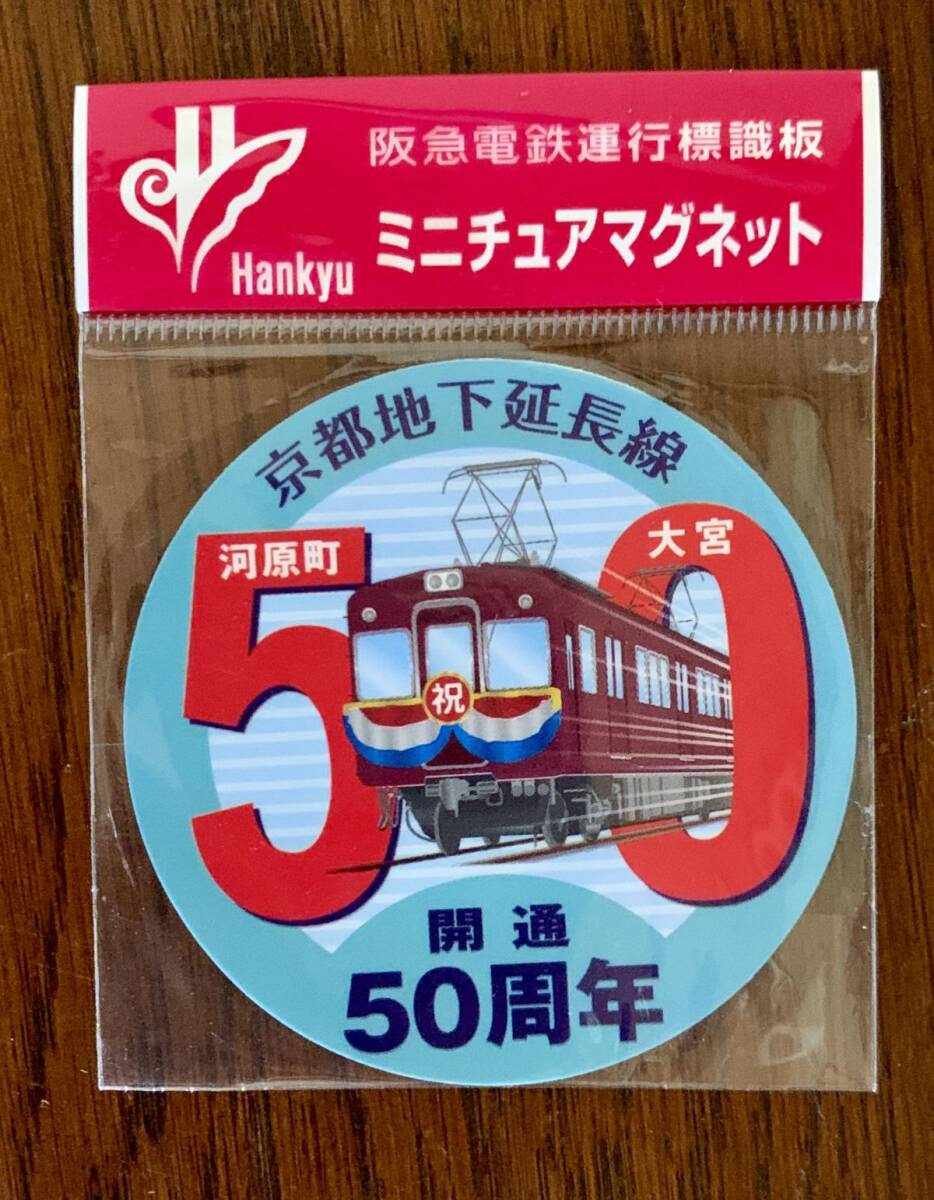 阪急電鉄運行標識板
Hankyu
ミニチュアマグネット
京都地下延長線
50
河原町
大宮
祝
開通
50周年